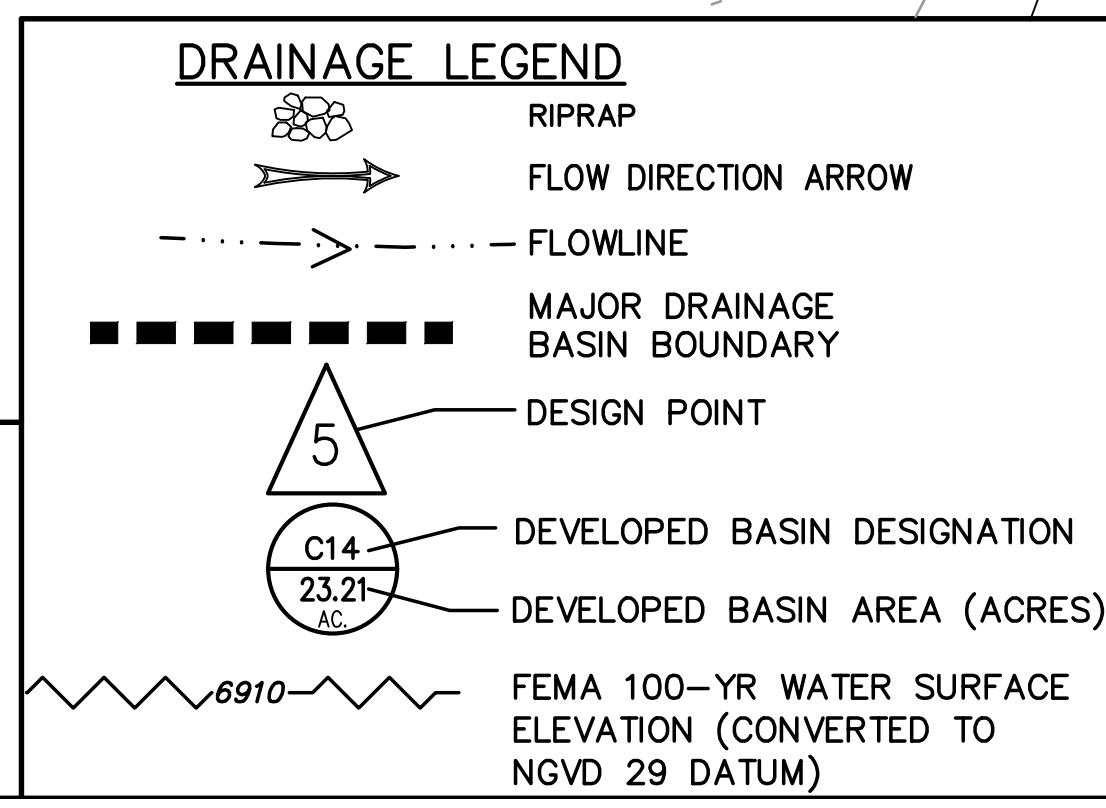 DRAINAGE LEGEND
RIPRAP
FLOW DIRECTION ARROW
FLOWLINE
MAJOR DRAINAGE
BASIN BOUNDARY
5
DESIGN POINT
C14
DEVELOPED BASIN DESIGNATION
23.21
AC.
DEVELOPED BASIN AREA (ACRES)
6910
FEMA 100-YR WATER SURFACE
ELEVATION (CONVERTED TO
NGVD 29 DATUM)